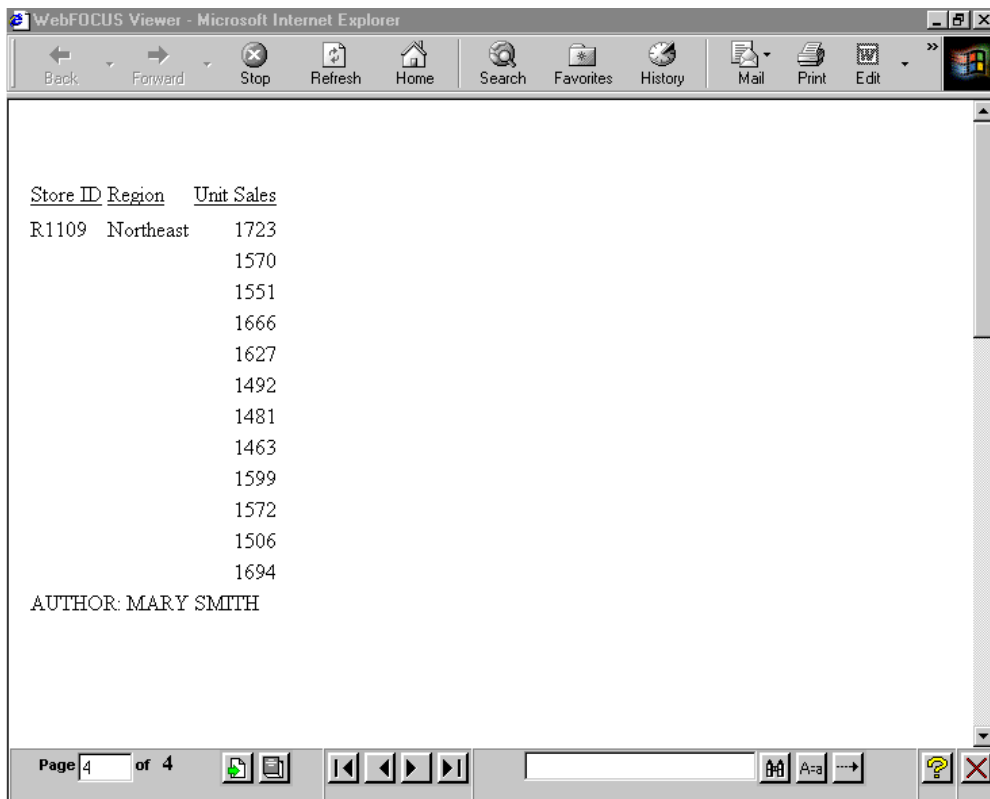 WebFOCUS Viewer - Microsoft Internet Explorer
Back Forward Stop Refresh Home Search Favorites History Mail Print Edit »
Store ID Region Unit Sales
R1109 Northeast 1723
1570
1551
1666
1627
1492
1481
1463
1599
1572
1506
1694
AUTHOR: MARY SMITH
Page 4 of 4 A=a